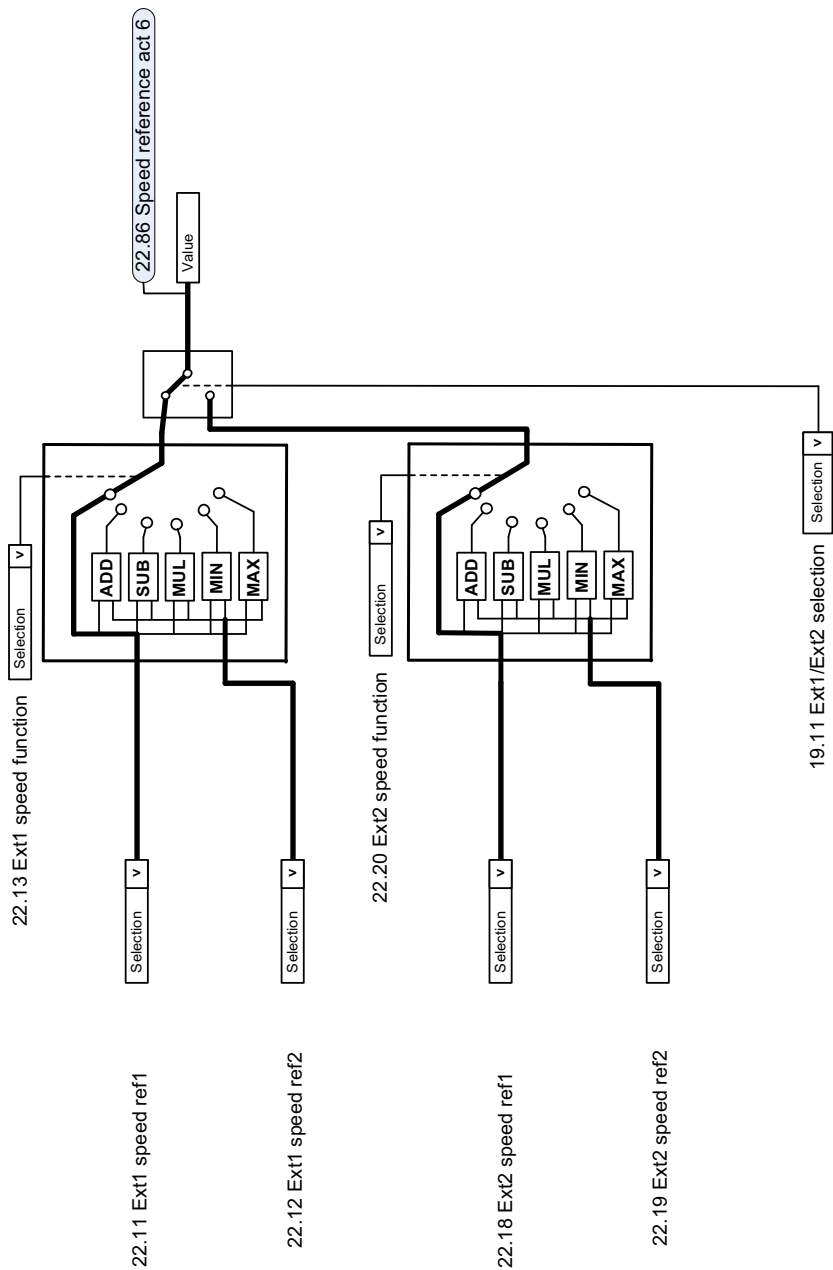 22.11 Ext1 speed ref1
Selection v
22.12 Ext1 speed ref2
Selection v
22.13 Ext1 speed function
Selection v
ADD
SUB
MUL
MIN
MAX
22.86 Speed reference act 6
Value
22.18 Ext2 speed ref1
Selection v
22.19 Ext2 speed ref2
Selection v
22.20 Ext2 speed function
Selection v
ADD
SUB
MUL
MIN
MAX
19.11 Ext1/Ext2 selection
Selection v